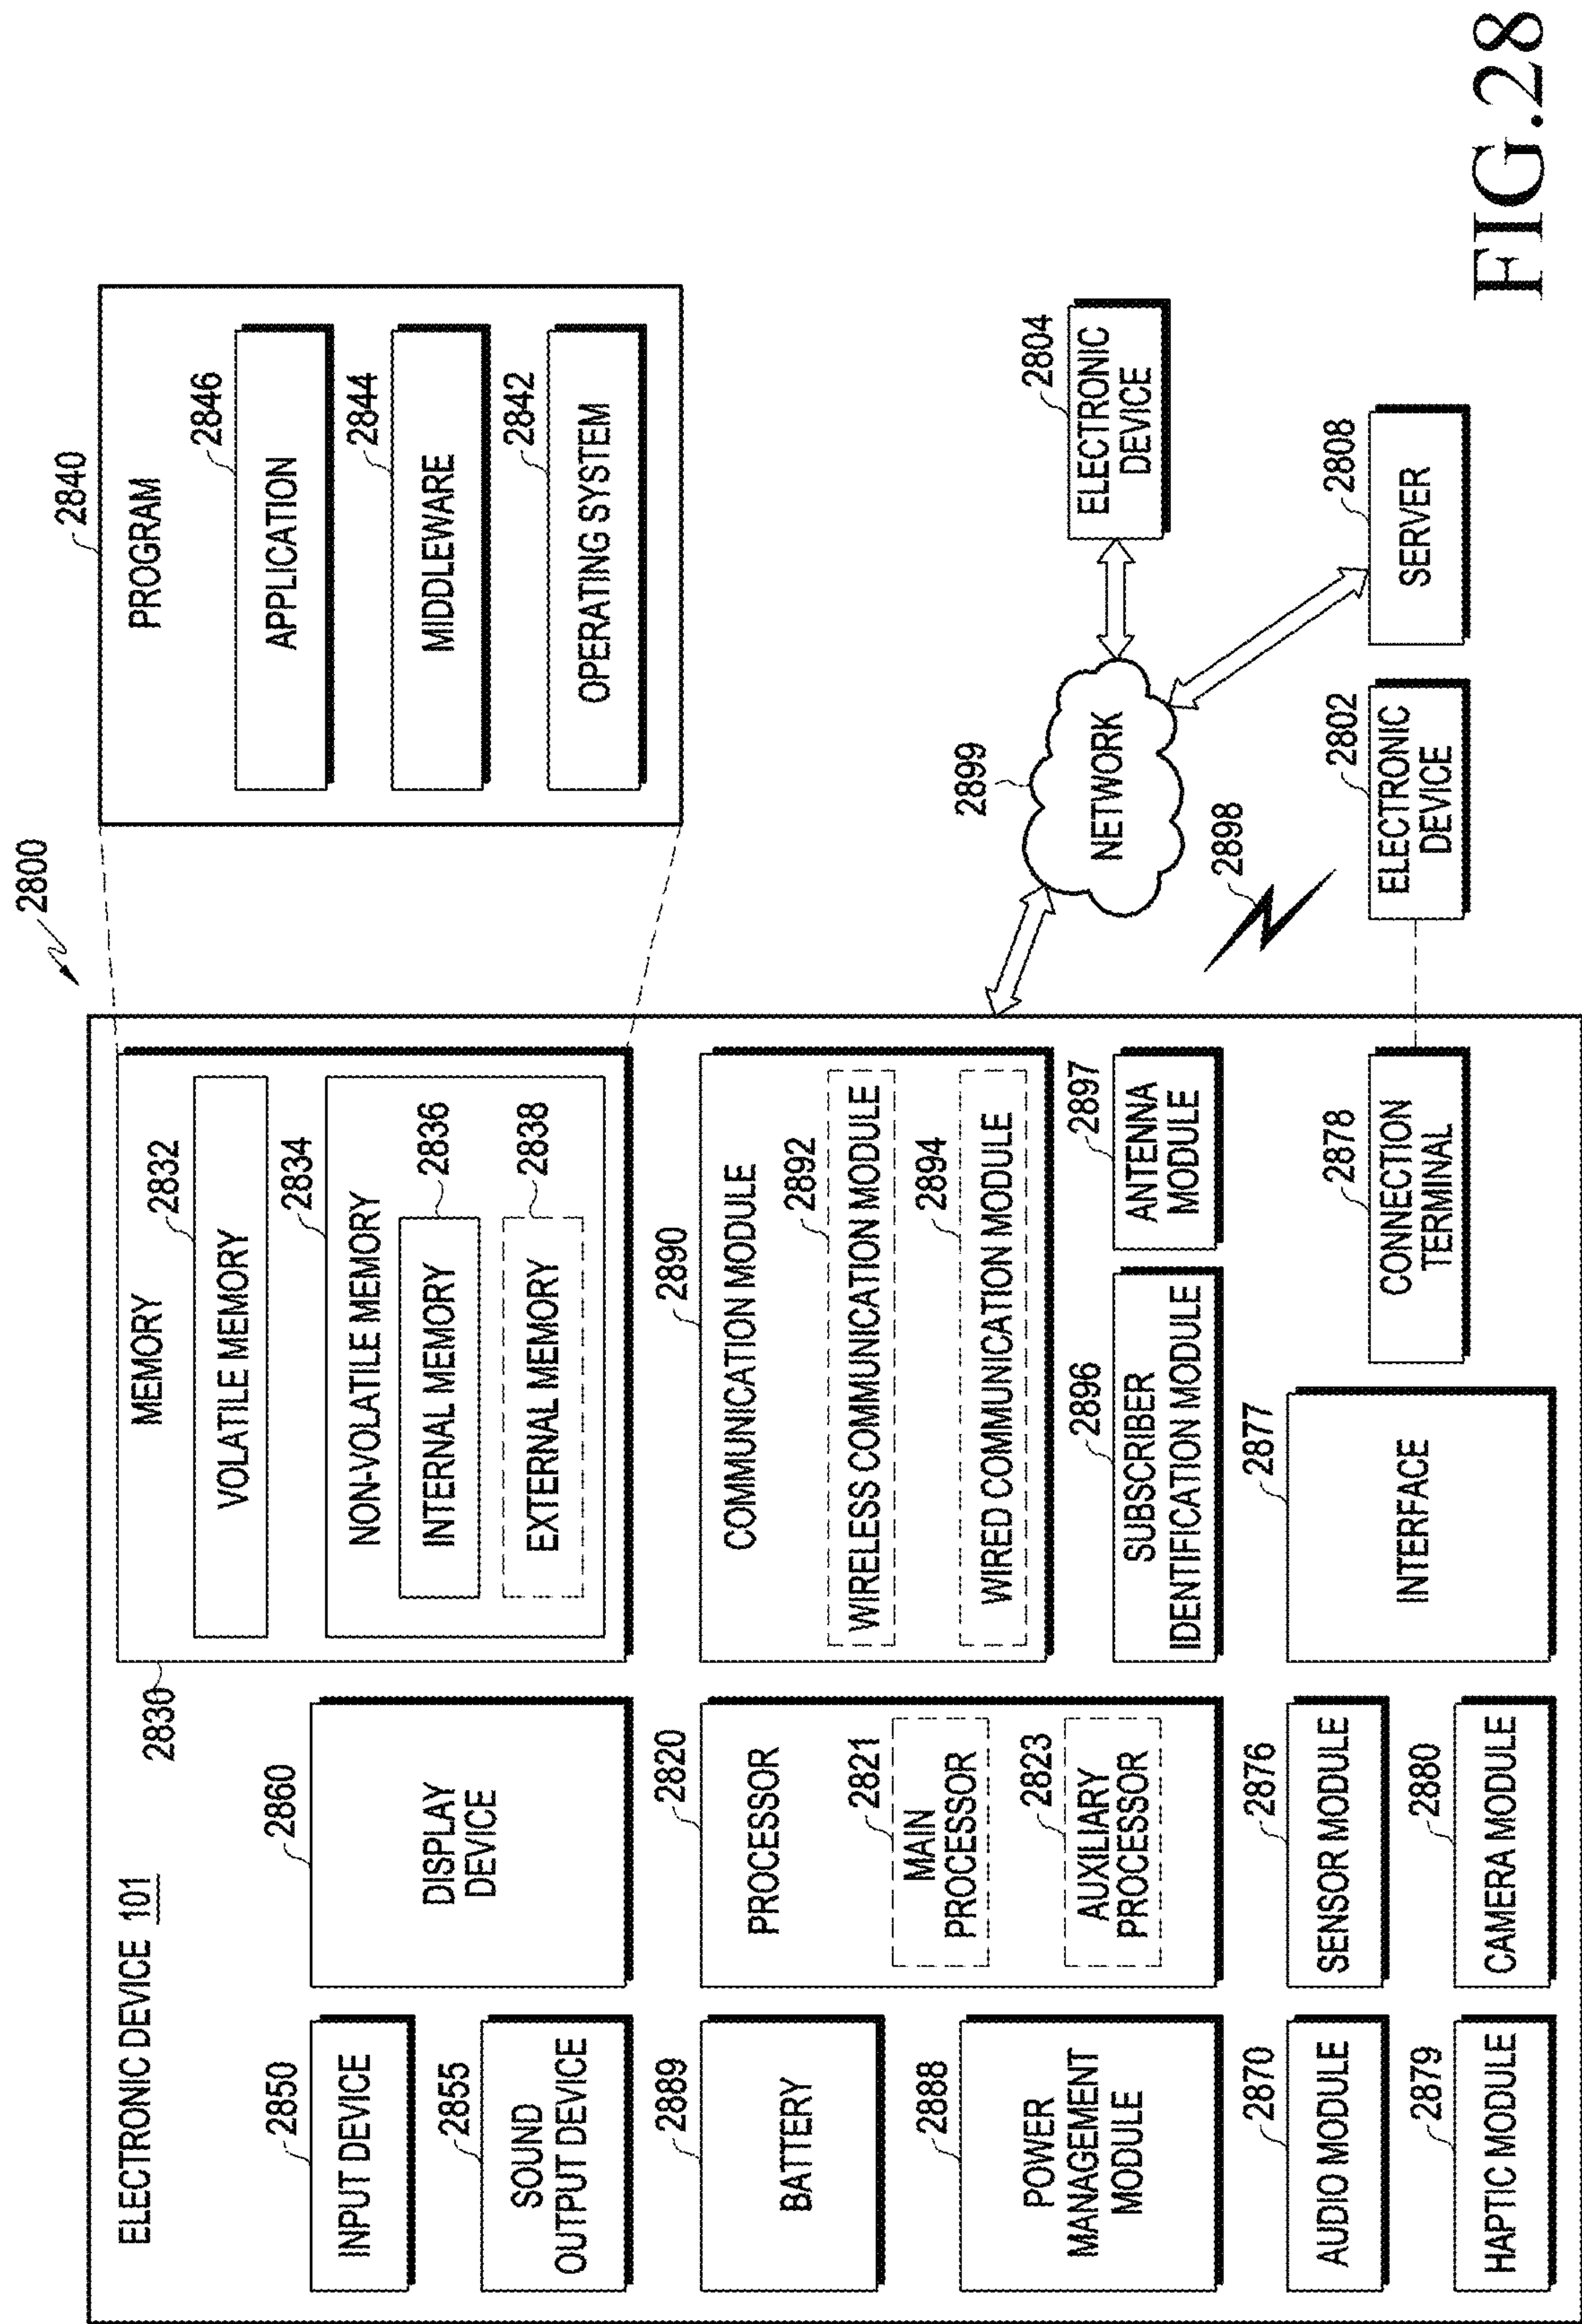 2800
ELECTRONIC DEVICE 101
2830
MEMORY
2832
VOLATILE MEMORY
2834
NON-VOLATILE MEMORY
INTERNAL MEMORY
2836
EXTERNAL MEMORY
2838
2840
PROGRAM
2846
APPLICATION
2844
MIDDLEWARE
2842
OPERATING SYSTEM
2850
INPUT DEVICE
2855
SOUND
OUTPUT DEVICE
2860
DISPLAY
DEVICE
2889
BATTERY
2888
POWER
MANAGEMENT
MODULE
2820
PROCESSOR
2821
MAIN
PROCESSOR
2823
AUXILIARY
PROCESSOR
2890
COMMUNICATION MODULE
2892
WIRELESS COMMUNICATION MODULE
2894
WIRED COMMUNICATION MODULE
2896
SUBSCRIBER
IDENTIFICATION MODULE
2897
ANTENNA
MODULE
2870
AUDIO MODULE
2876
SENSOR MODULE
2877
INTERFACE
2878
CONNECTION
TERMINAL
2879
HAPTIC MODULE
2880
CAMERA MODULE
2899
NETWORK
2804
ELECTRONIC
DEVICE
2898
2802
ELECTRONIC
DEVICE
2808
SERVER
FIG.28